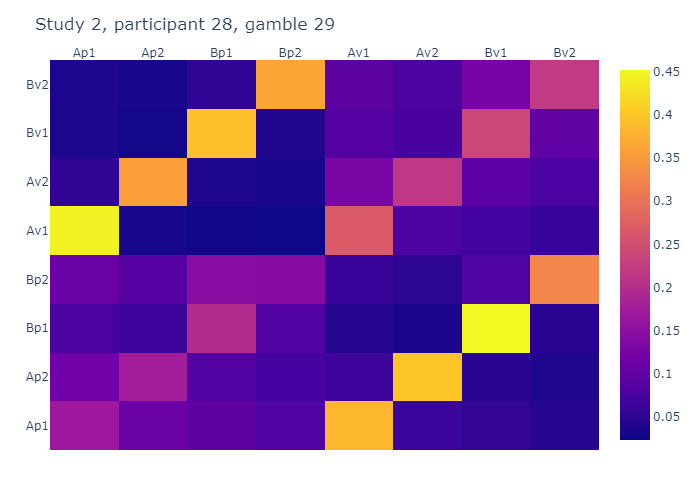 Study 2, participant 28, gamble 29
Ap1 Ap2 Bp1 Bp2 Av1 Av2 Bv1 Bv2
Bv2
Bv1
Av2
Av1
Bp2
Bp1
Ap2
Ap1
0.45
0.4
0.35
0.3
0.25
0.2
0.15
0.1
0.05